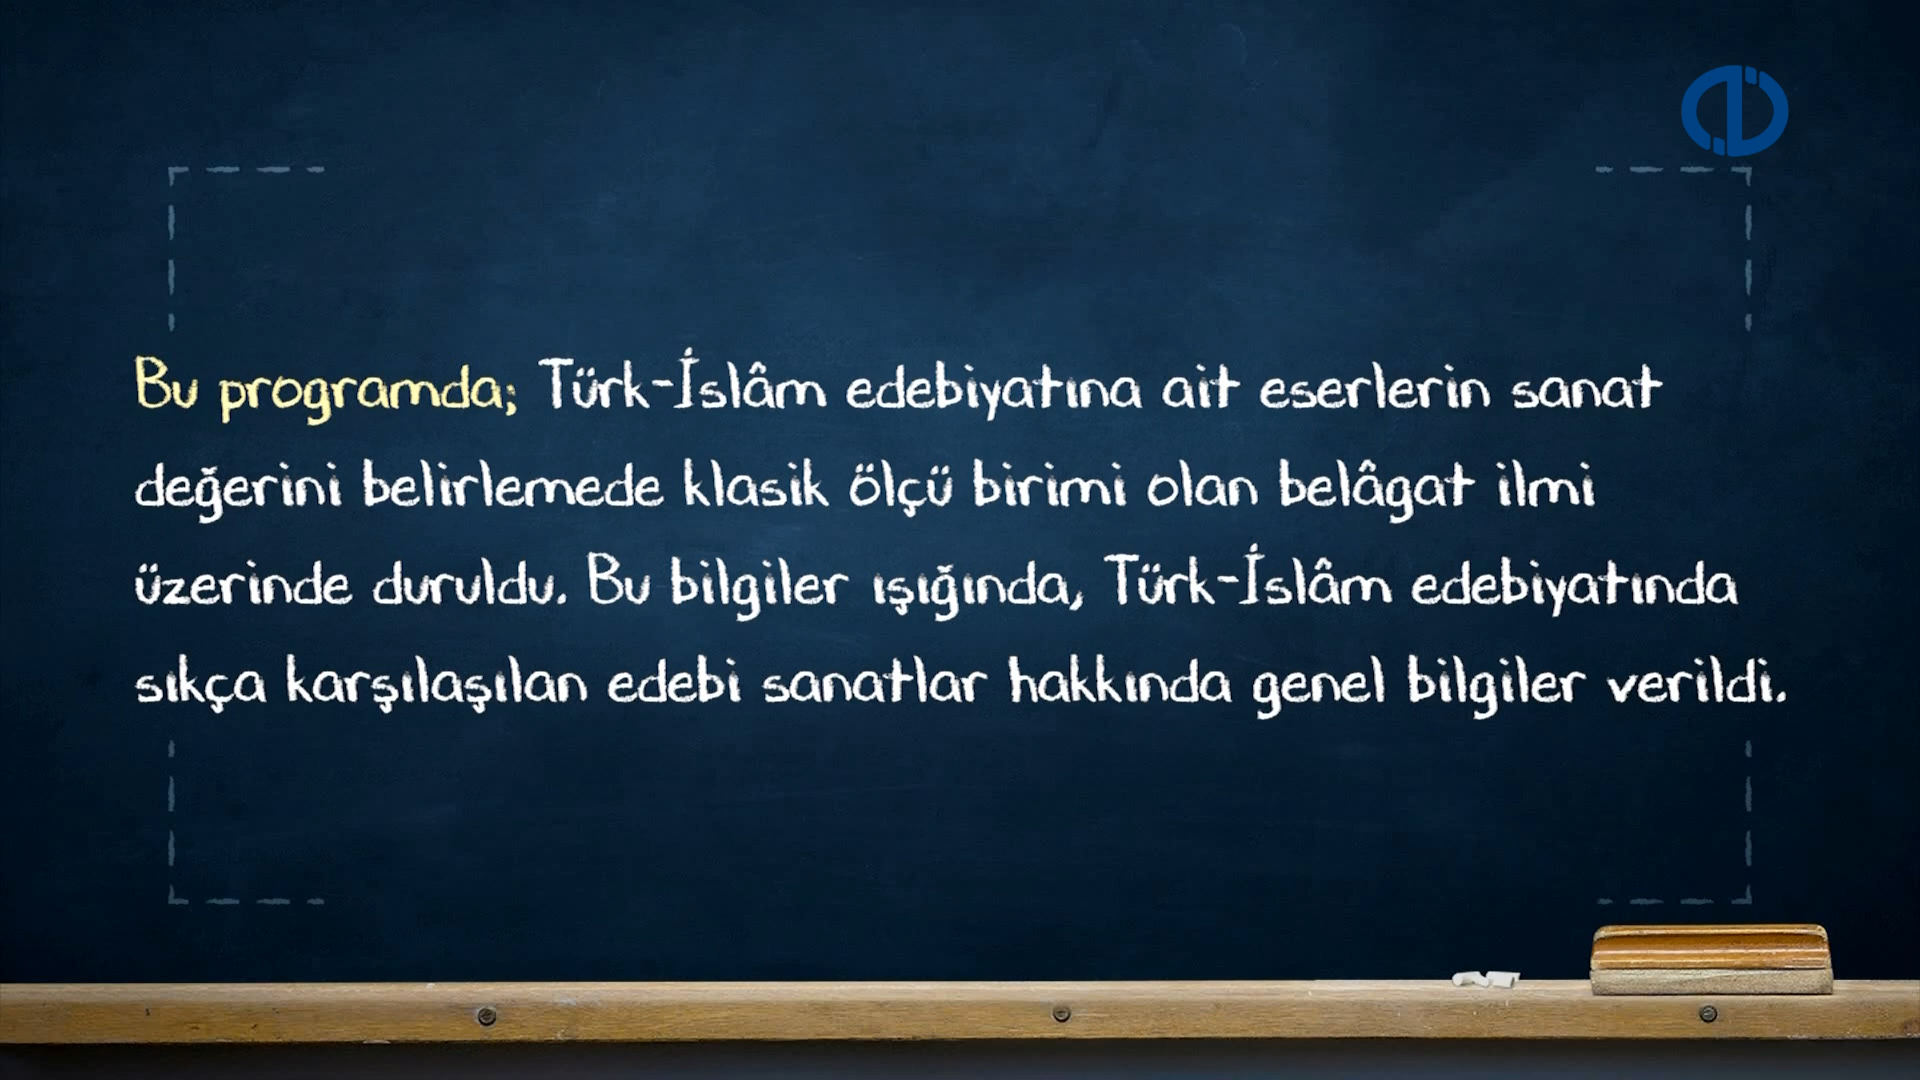 Bu programda; Türk-İslâm edebiyatına ait eserlerin sanat
değerini belirlemede klasik ölçü birimi olan belâgat ilmi
üzerinde duruldu. Bu bilgiler ışığında, Türk-İslâm edebiyatında
sıkça karşılaşılan edebi sanatlar hakkında genel bilgiler verildi.